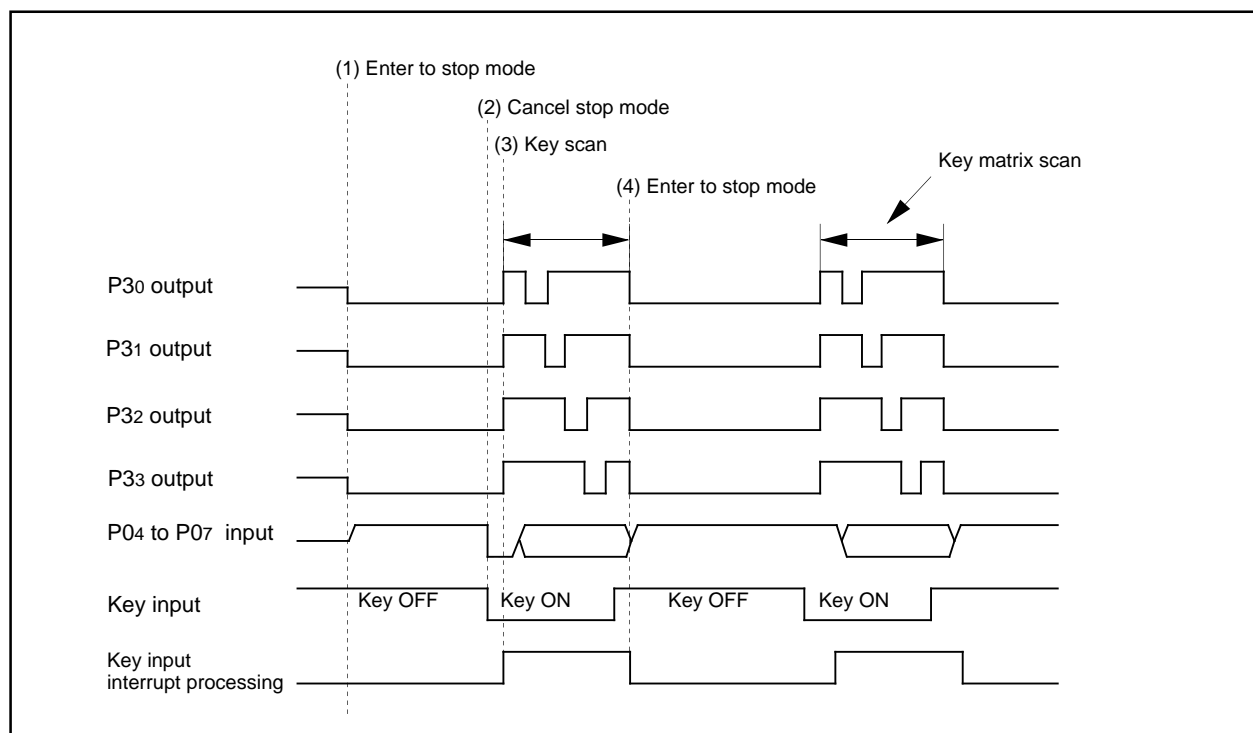 (1) Enter to stop mode
(2) Cancel stop mode
(3) Key scan
(4) Enter to stop mode
Key matrix scan
P30 output
P31 output
P32 output
P33 output
P04 to P07 input
Key input
Key OFF
Key ON
Key OFF
Key ON
Key input
interrupt processing